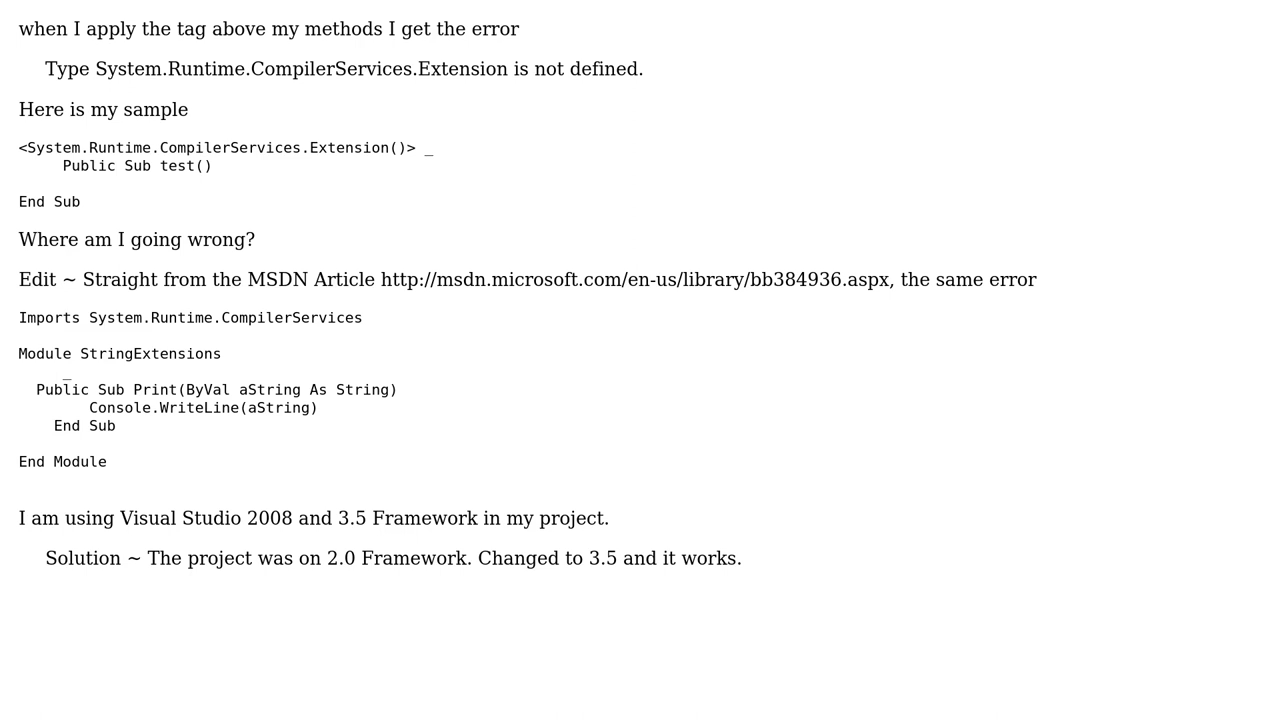 when I apply the tag above my methods I get the error
Type System.Runtime.CompilerServices.Extension is not defined.
Here is my sample
<System.Runtime.CompilerServices.Extension()> _
     Public Sub test()
End Sub
Where am I going wrong?
Edit ~ Straight from the MSDN Article http://msdn.microsoft.com/en-us/library/bb384936.aspx, the same error
Imports System.Runtime.CompilerServices
Module StringExtensions
     _
  Public Sub Print(ByVal aString As String)
        Console.WriteLine(aString)
    End Sub
End Module
I am using Visual Studio 2008 and 3.5 Framework in my project.
Solution ~ The project was on 2.0 Framework. Changed to 3.5 and it works.